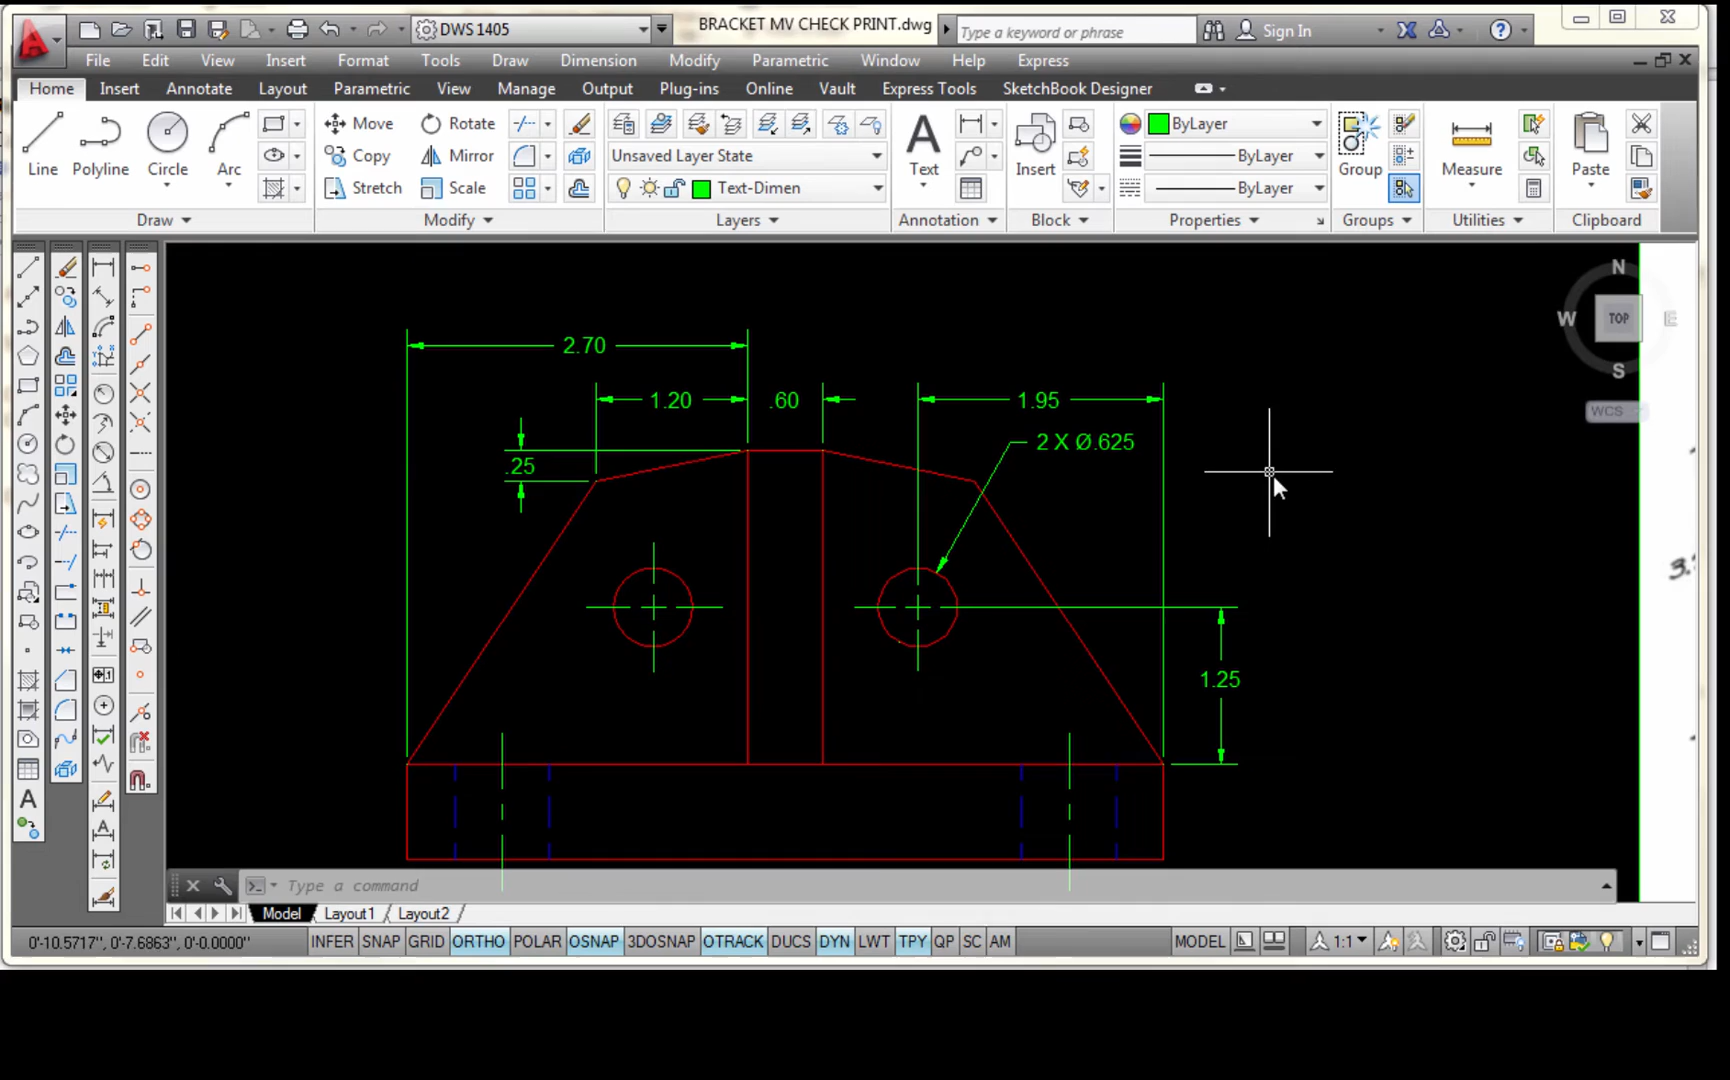 DWS 1405
BRACKET MV CHECK PRINT.dwg
Type a keyword or phrase
Sign In
File Edit View Insert Format Tools Draw Dimension Modify Parametric Window Help Express
Home Insert Annotate Layout Parametric View Manage Output Plug-ins Online Vault Express Tools SketchBook Designer
Line Polyline Circle Arc
Move Rotate
Copy Mirror
Stretch Scale
Unsaved Layer State
Text-Dimen
Text
Insert
ByLayer
ByLayer
ByLayer
Group
Measure
Paste
Draw Modify Layers Annotation Block Properties Groups Utilities Clipboard
N
W TOP E
S
WCS
2.70
1.20 .60 1.95
2 X Ø.625
.25
1.25
Type a command
Model Layout1 Layout2
0'-10.5717", 0'-7.6863", 0'-0.0000"
INFER SNAP GRID ORTHO POLAR OSNAP 3DOSNAP OTRACK DUCS DYN LWT TPY QP SC AM
MODEL 1:1